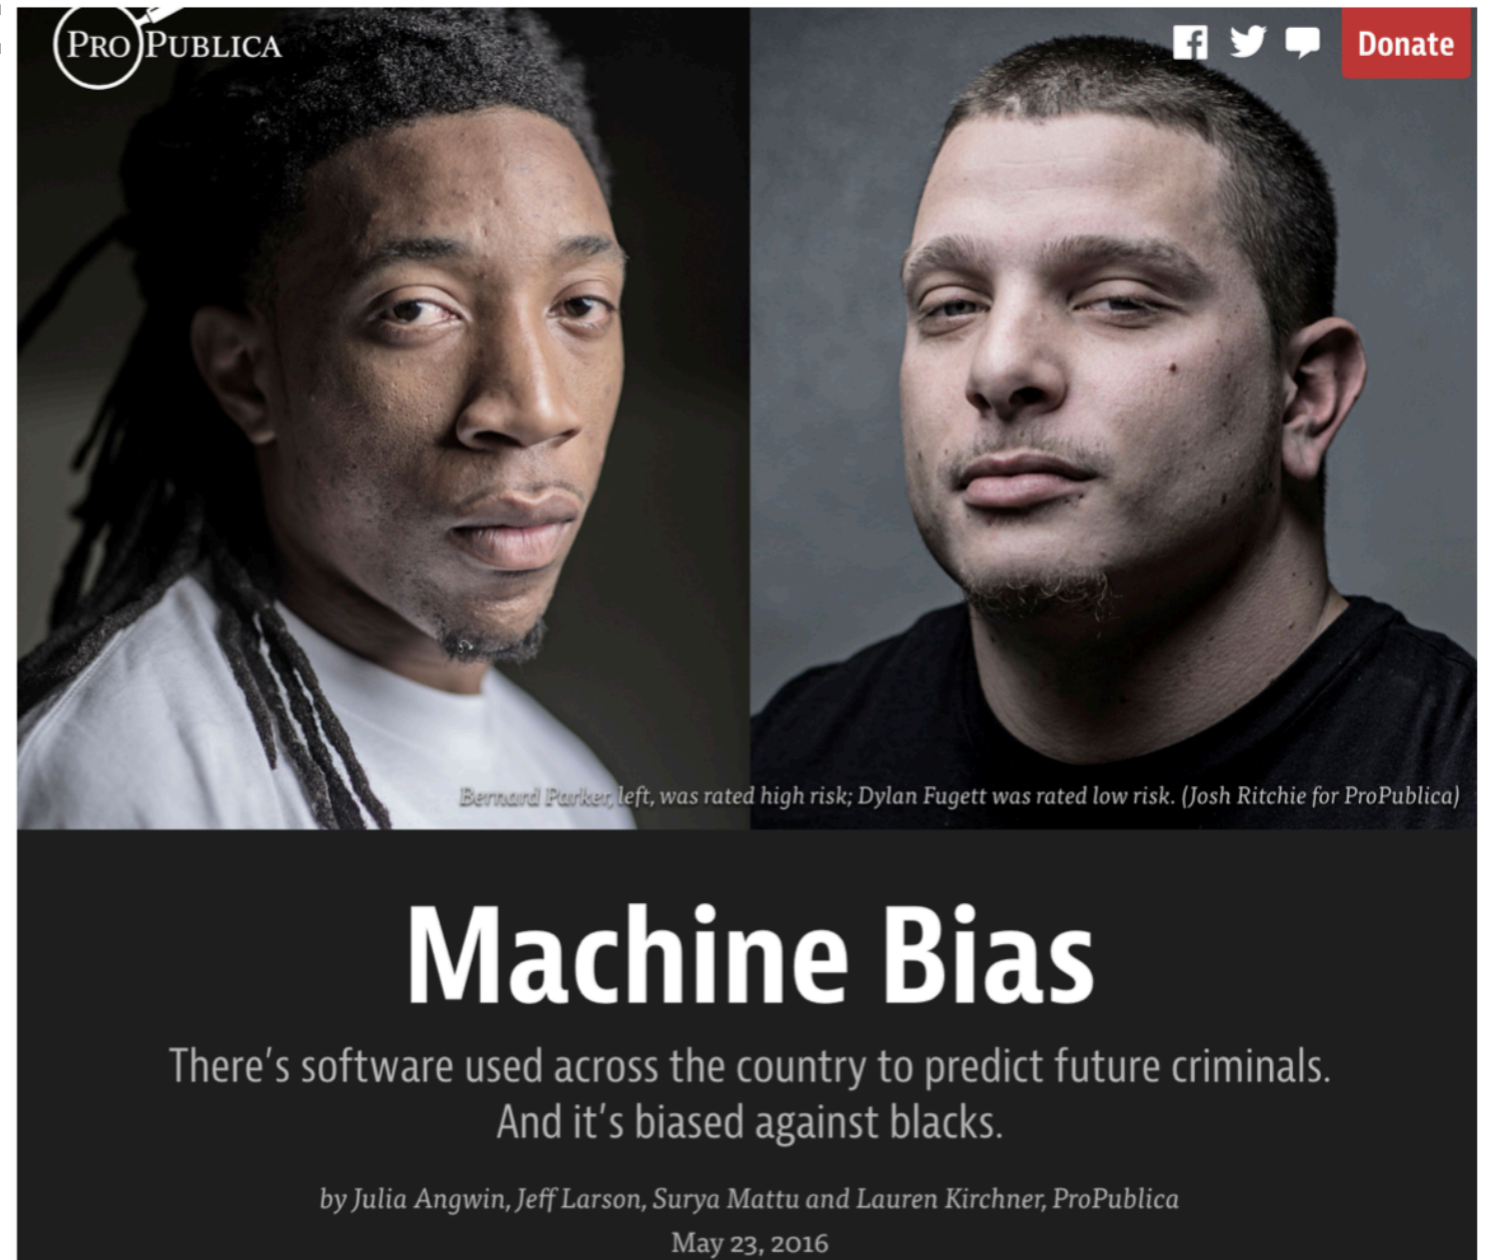 PRO PUBLICA
Donate
Bernard Parker, left, was rated high risk; Dylan Fugett was rated low risk. (Josh Ritchie for ProPublica)
Machine Bias
There’s software used across the country to predict future criminals.
And it’s biased against blacks.
by Julia Angwin, Jeff Larson, Surya Mattu and Lauren Kirchner, ProPublica
May 23, 2016